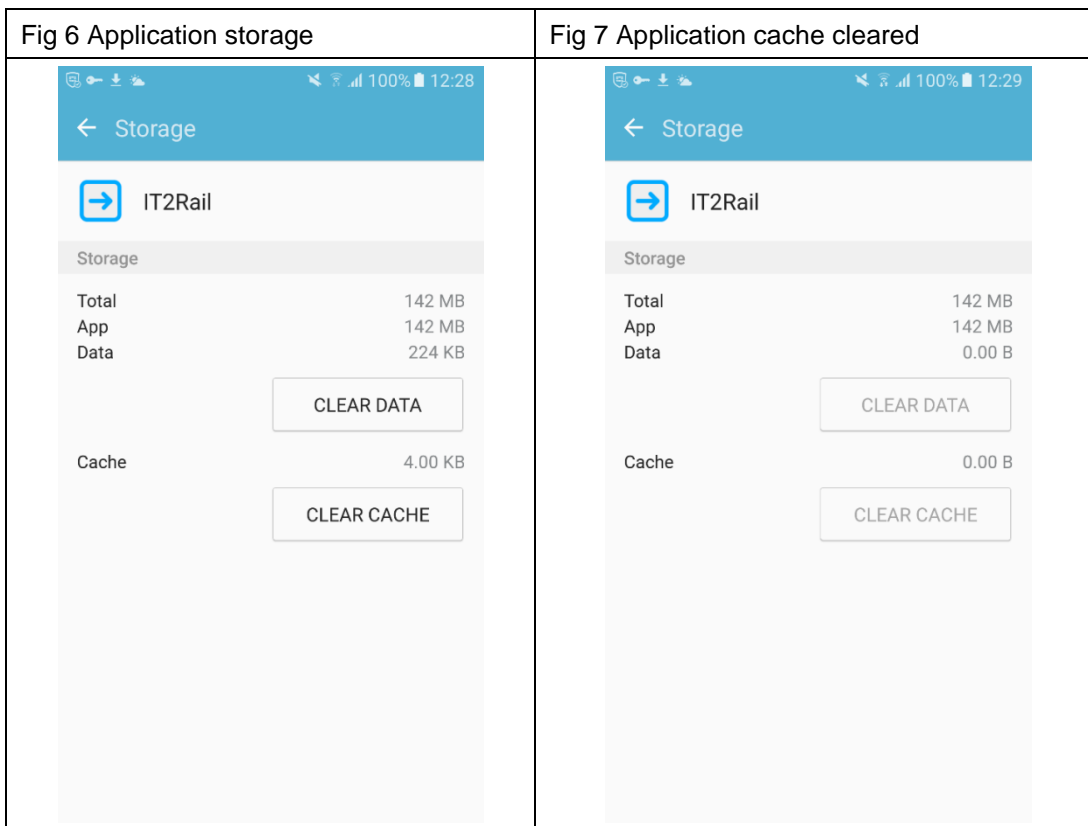 Fig 6 Application storage
100% 12:28
Storage
IT2Rail
Storage
Total 142 MB
App 142 MB
Data 224 KB
CLEAR DATA
Cache 4.00 KB
CLEAR CACHE
Fig 7 Application cache cleared
100% 12:29
Storage
IT2Rail
Storage
Total 142 MB
App 142 MB
Data 0.00 B
CLEAR DATA
Cache 0.00 B
CLEAR CACHE